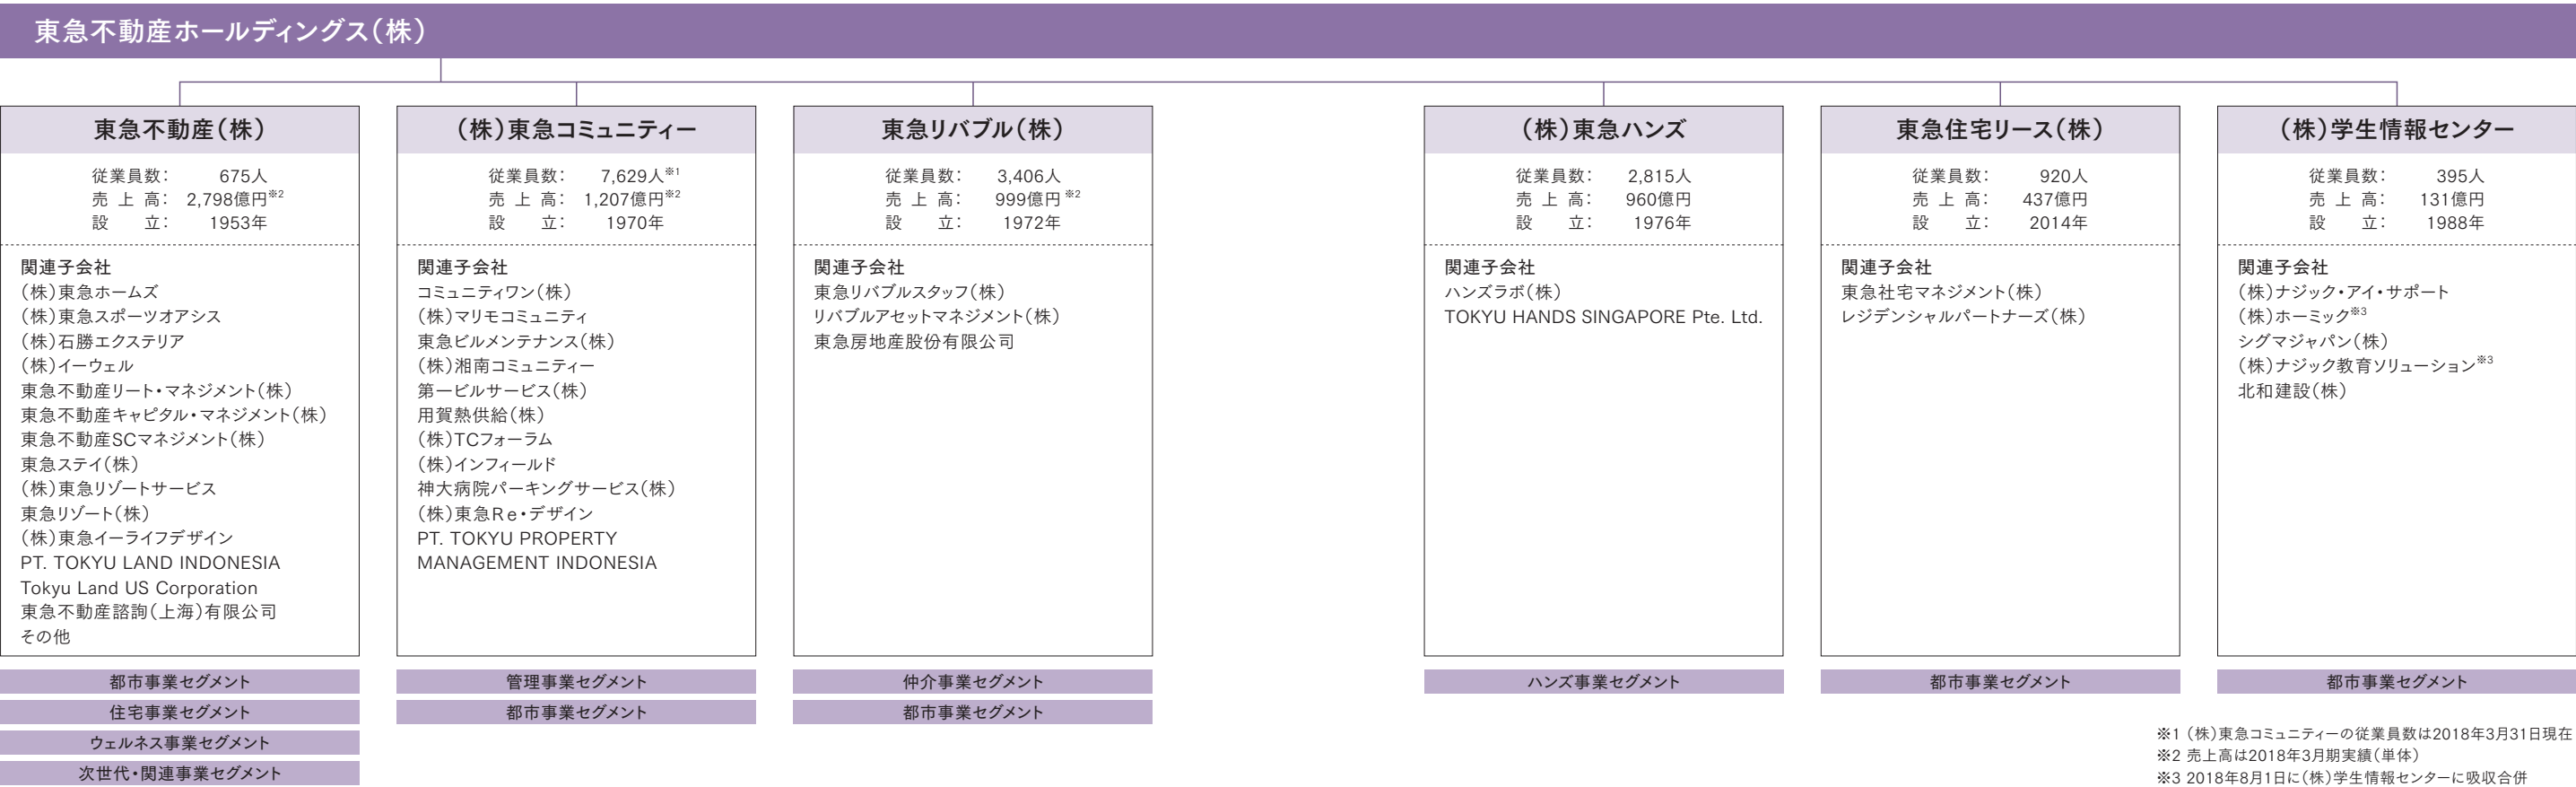 東急不動産ホールディングス(株)
東急不動産(株)
従業員数: 675人
売上高: 2,798億円※2
設立: 1953年
関連子会社
(株)東急ホームズ
(株)東急スポーツオアシス
(株)石勝エクステリア
(株)イーウェル
東急不動産リート・マネジメント(株)
東急不動産キャピタル・マネジメント(株)
東急不動産SCマネジメント(株)
東急ステイ(株)
(株)東急リゾートサービス
東急リゾート(株)
(株)東急イーライフデザイン
PT. TOKYU LAND INDONESIA
Tokyu Land US Corporation
東急不動産諮詢(上海)有限公司
その他
都市事業セグメント
住宅事業セグメント
ウェルネス事業セグメント
次世代・関連事業セグメント
(株)東急コミュニティー
従業員数: 7,629人※1
売上高: 1,207億円※2
設立: 1970年
関連子会社
コミュニティワン(株)
(株)マリモコミュニティ
東急ビルメンテナンス(株)
(株)湘南コミュニティー
第一ビルサービス(株)
用賀熱供給(株)
(株)TCフォーラム
(株)インフィールド
神大病院パーキングサービス(株)
(株)東急Re・デザイン
PT. TOKYU PROPERTY
MANAGEMENT INDONESIA
管理事業セグメント
都市事業セグメント
東急リバブル(株)
従業員数: 3,406人
売上高: 999億円※2
設立: 1972年
関連子会社
東急リバブルスタッフ(株)
リバブルアセットマネジメント(株)
東急房地産股份有限公司
仲介事業セグメント
都市事業セグメント
(株)東急ハンズ
従業員数: 2,815人
売上高: 960億円
設立: 1976年
関連子会社
ハンズラボ(株)
TOKYU HANDS SINGAPORE Pte. Ltd.
ハンズ事業セグメント
東急住宅リース(株)
従業員数: 920人
売上高: 437億円
設立: 2014年
関連子会社
東急社宅マネジメント(株)
レジデンシャルパートナーズ(株)
都市事業セグメント
(株)学生情報センター
従業員数: 395人
売上高: 131億円
設立: 1988年
関連子会社
(株)ナジック・アイ・サポート
(株)ホーミック※3
シグマジャパン(株)
(株)ナジック教育ソリューション※3
北和建設(株)
都市事業セグメント
※1 (株)東急コミュニティーの従業員数は2018年3月31日現在
※2 売上高は2018年3月期実績(単体)
※3 2018年8月1日に(株)学生情報センターに吸収合併